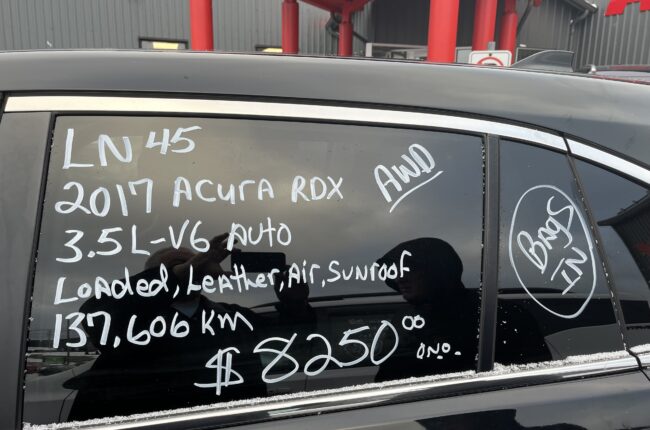 LN 45
2017 ACURA RDX
AWD
3.5L-V6 AUTO
LOADED, LEATHER, AIR, SUNROOF
137,606 KM
$8250.00
O.N.O.
BAGS
IN